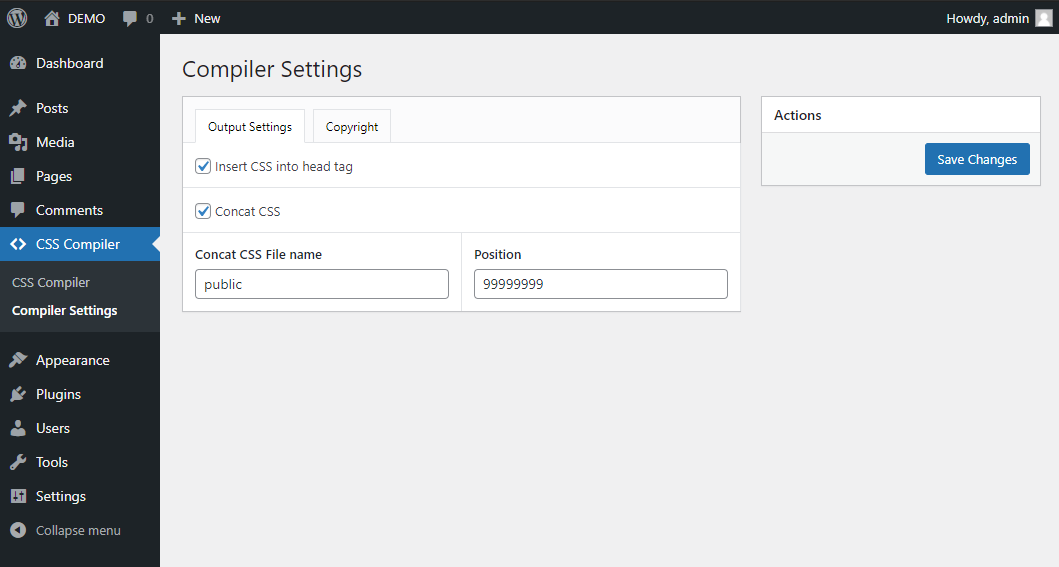 DEMO 0 New Howdy, admin
Dashboard
Posts
Media
Pages
Comments
CSS Compiler
CSS Compiler
Compiler Settings
Appearance
Plugins
Users
Tools
Settings
Collapse menu
Compiler Settings
Output Settings Copyright
Insert CSS into head tag
Concat CSS
Concat CSS File name Position
public 99999999
Actions
Save Changes